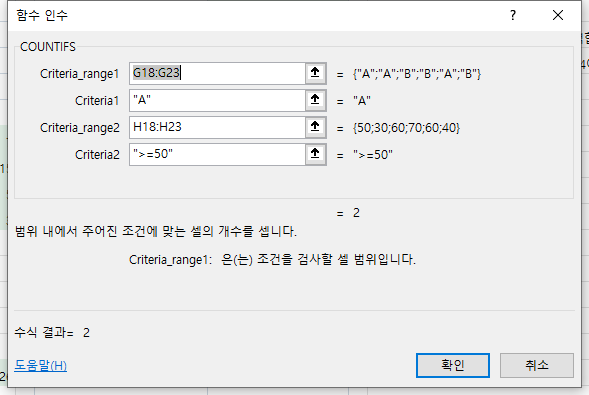 함수 인수 ? ×
COUNTIFS
Criteria_range1 G18:G23 = {"A";"A";"B";"B";"A";"B"}
Criteria1 "A" = "A"
Criteria_range2 H18:H23 = {50;30;60;70;60;40}
Criteria2 ">=50" = ">=50"
= 2
범위 내에서 주어진 조건에 맞는 셀의 개수를 셉니다.
Criteria_range1: 은(는) 조건을 검사할 셀 범위입니다.
수식 결과= 2
도움말(H) 확인 취소